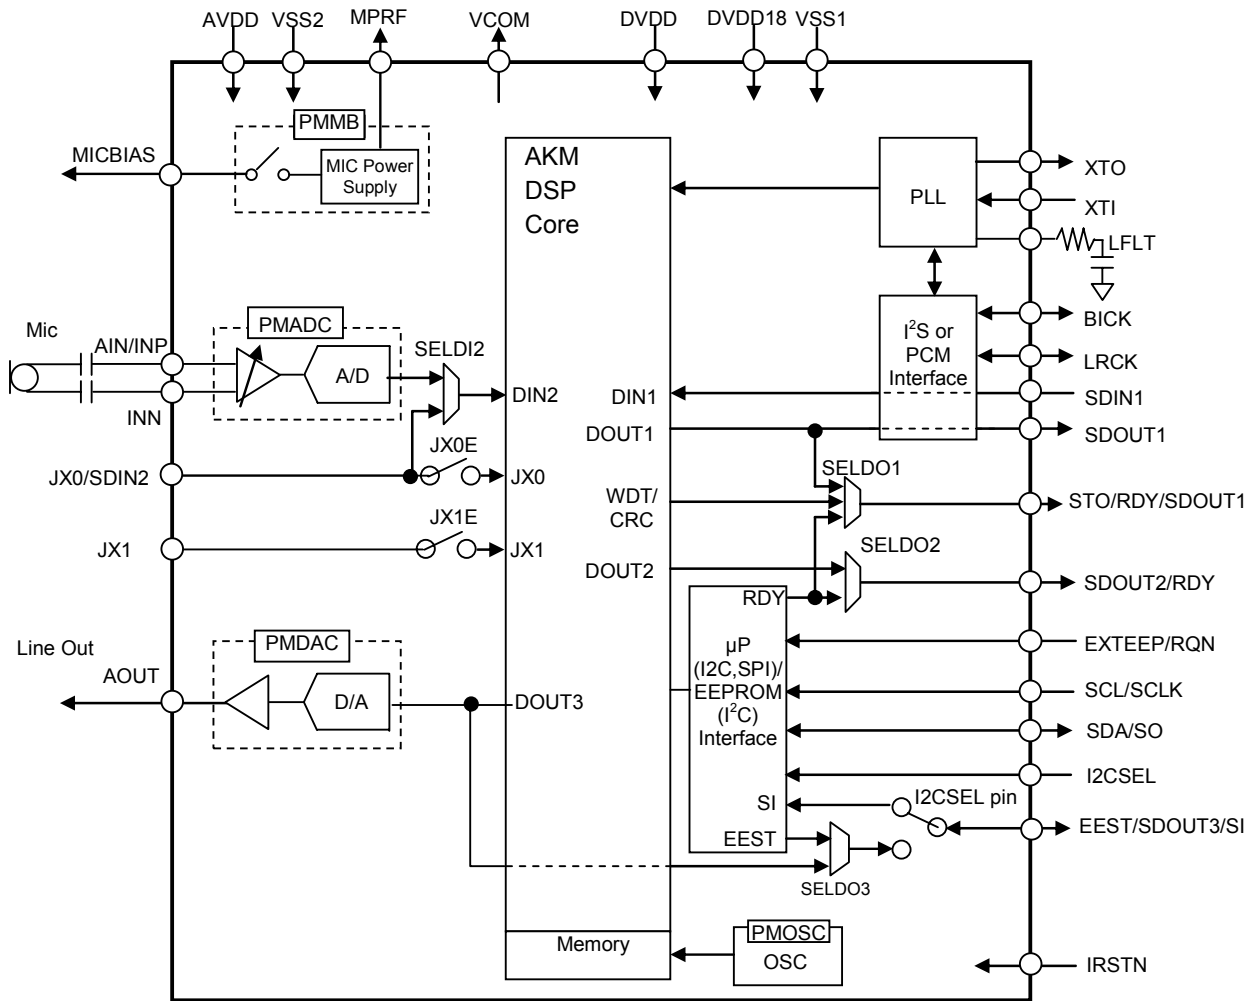 AVDD VSS2 MPRF VCOM DVDD DVDD18 VSS1
PMMB
MICBIAS
MIC Power
Supply
AKM
DSP
Core
PLL
XTO
XTI
LFLT
Mic
AIN/INP
INN
PMADC
A/D
SELDI2
DIN2
I²S or
PCM
Interface
BICK
LRCK
DIN1
SDIN1
DOUT1
SDOUT1
JX0/SDIN2
JX0E
JX0
SELDO1
WDT/
CRC
STO/RDY/SDOUT1
JX1
JX1E
JX1
SELDO2
DOUT2
SDOUT2/RDY
RDY
µP
(I2C,SPI)/
EEPROM
(I²C)
Interface
EXTEEP/RQN
SCL/SCLK
SDA/SO
I2CSEL
Line Out
AOUT
PMDAC
D/A
DOUT3
SI
I2CSEL pin
EEST/SDOUT3/SI
EEST
SELDO3
Memory
PMOSC
OSC
IRSTN